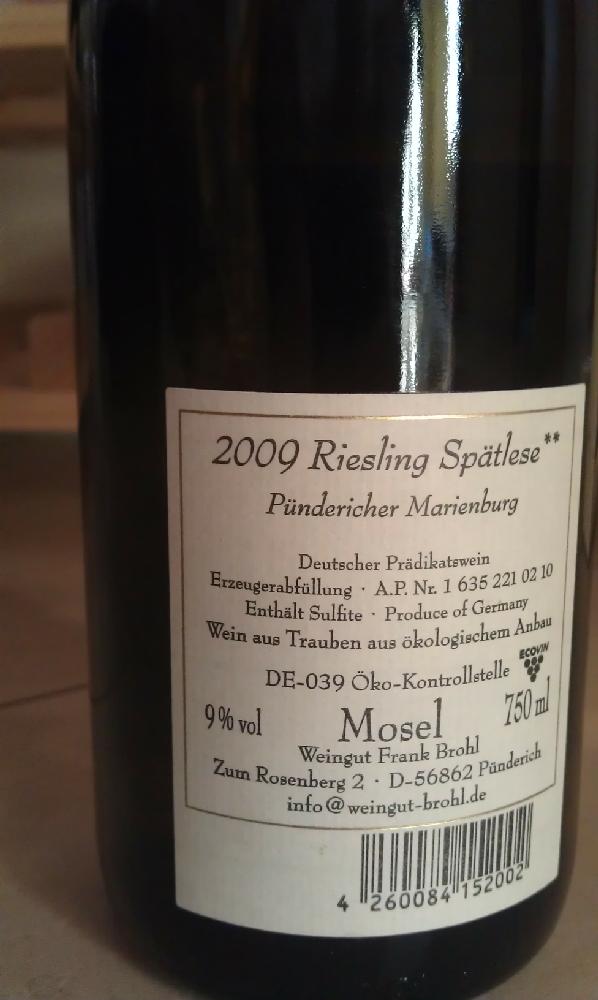 2009 Riesling Spätlese**
Pündericher Marienburg
Deutscher Prädikatswein
Erzeugerabfüllung · A.P. Nr. 1 635 221 02 10
Enthält Sulfite · Produce of Germany
Wein aus Trauben aus ökologischem Anbau
ECOVIN
DE-039 Öko-Kontrollstelle
9% vol Mosel 750 ml
Weingut Frank Brohl
Zum Rosenberg 2 · D-56862 Pünderich
info@weingut-brohl.de
4 260084 152002